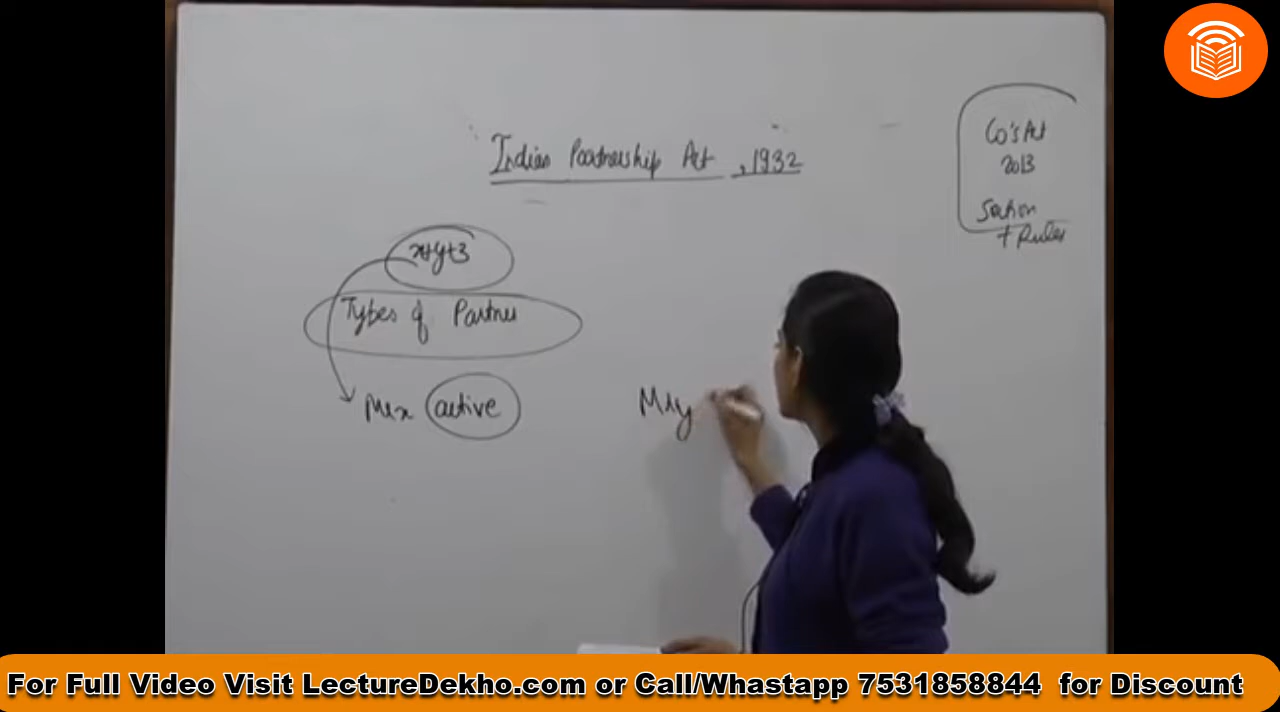 Indian Partnership Act, 1932
Co's Act
2013
Section
+ Rules
x+y+z
Types of Partner
Mr x active
Mr y
For Full Video Visit LectureDekho.com or Call/Whastapp 7531858844 for Discount